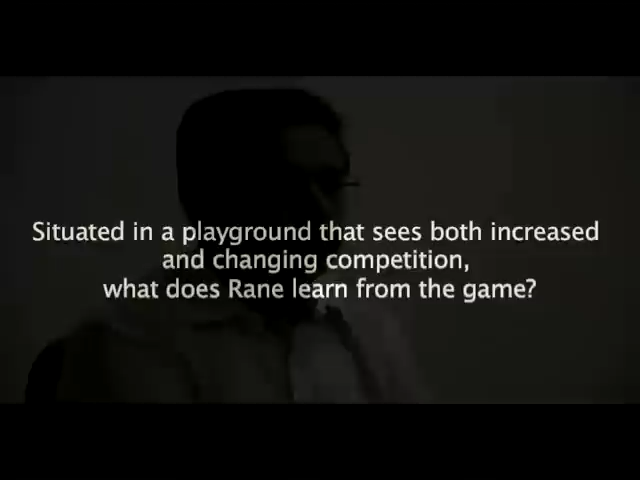 Situated in a playground that sees both increased
and changing competition,
what does Rane learn from the game?